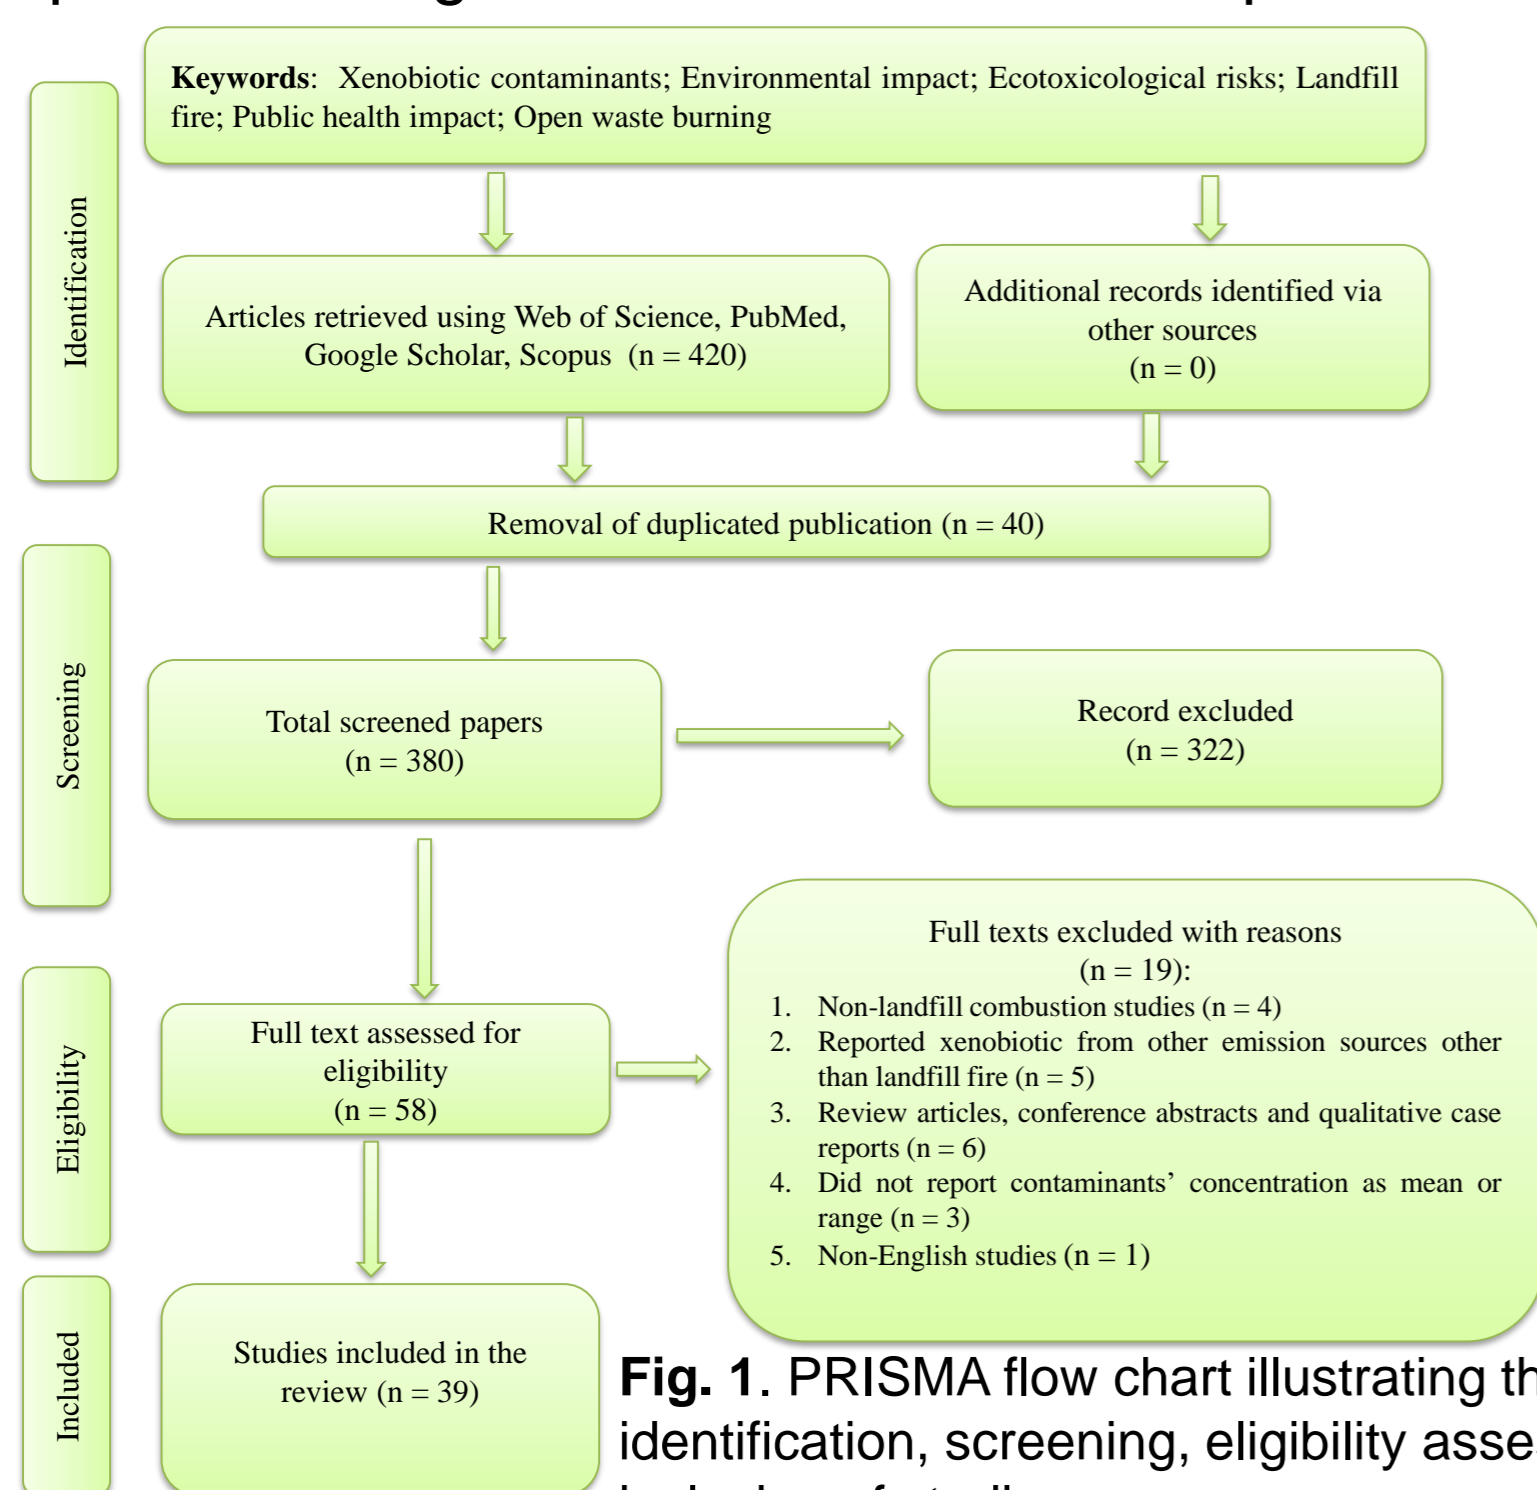 Keywords: Xenobiotic contaminants; Environmental impact; Ecotoxicological risks; Landfill
fire; Public health impact; Open waste burning
Identification
Articles retrieved using Web of Science, PubMed,
Google Scholar, Scopus (n = 420)
Additional records identified via
other sources
(n = 0)
Removal of duplicated publication (n = 40)
Screening
Total screened papers
(n = 380)
Record excluded
(n = 322)
Eligibility
Full text assessed for
eligibility
(n = 58)
Full texts excluded with reasons
(n = 19):
1. Non-landfill combustion studies (n = 4)
2. Reported xenobiotic from other emission sources other
than landfill fire (n = 5)
3. Review articles, conference abstracts and qualitative case
reports (n = 6)
4. Did not report contaminants’ concentration as mean or
range (n = 3)
5. Non-English studies (n = 1)
Included
Studies included in the
review (n = 39)
Fig. 1. PRISMA flow chart illustrating th
identification, screening, eligibility asse